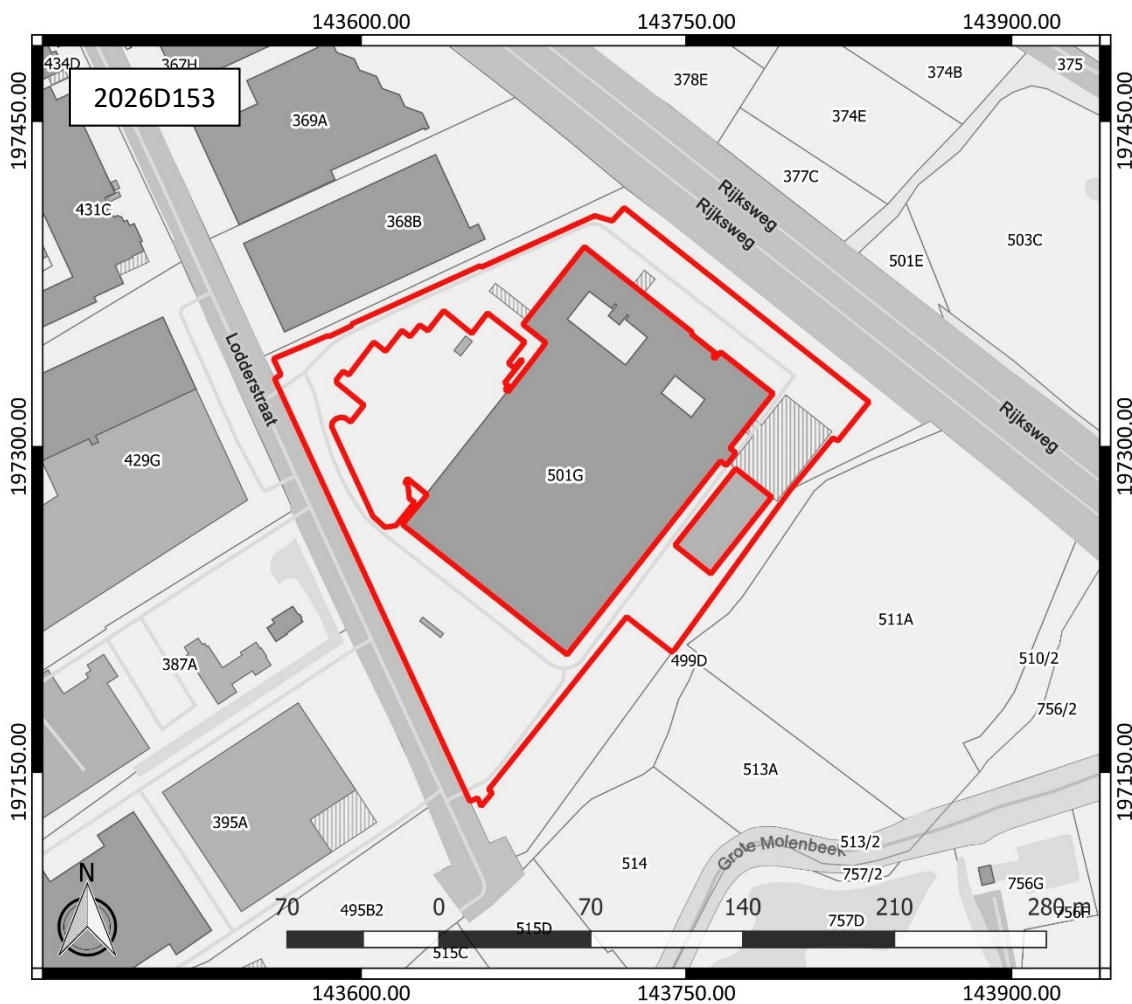 143600.00
143750.00
143900.00
197450.00
197300.00
197150.00
197450.00
197300.00
197150.00
143600.00
143750.00
143900.00
2026D153
434D
367H
369A
378E
374B
375
374E
377C
431C
368B
Rijksweg
Rijksweg
501E
503C
Lodderstraat
Rijksweg
429G
501G
511A
387A
499D
510/2
756/2
513A
395A
514
Grote Molenbeek
513/2
757/2
756G
756H
N
70
0
70
140
210
280 m
495B2
515D
515C
757D